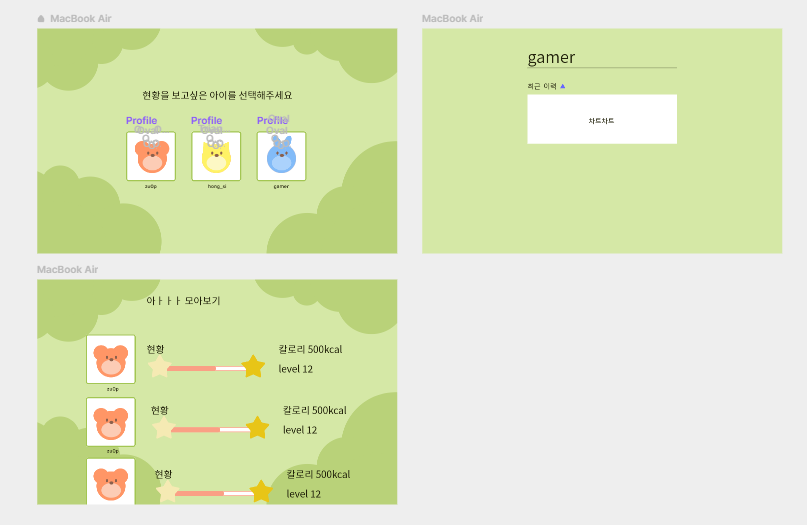 MacBook Air
현황을 보고싶은 아이를 선택해주세요
Profile
Profile
Profile
Oval
Oval
Oval
zu0p
hong_si
gamer
MacBook Air
gamer
최근 이력 ▲
차트차트
MacBook Air
아ㅏㅏㅏ 모아보기
현황
칼로리 500kcal
level 12
zu0p
현황
칼로리 500kcal
level 12
zu0p
현황
칼로리 500kcal
level 12